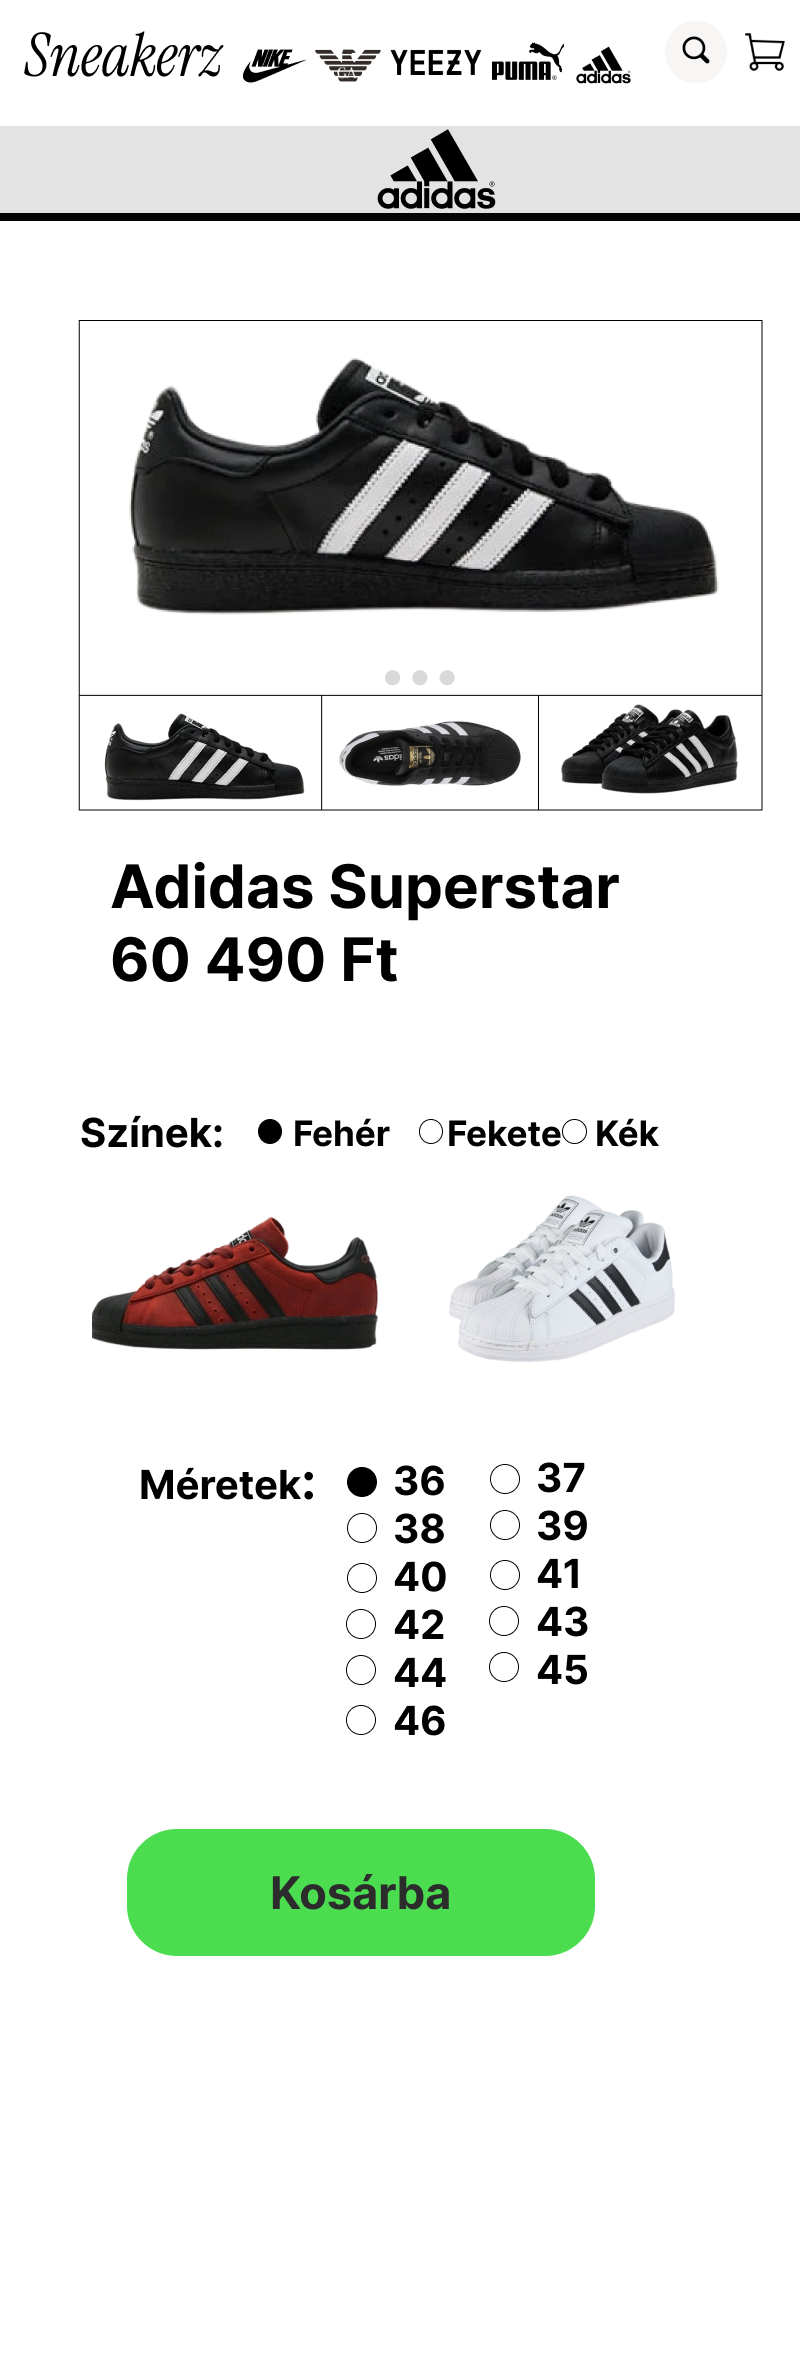 Sneakerz NIKE YEEZY PUMA adidas
adidas
Adidas Superstar
60 490 Ft
Színek: Fehér Fekete Kék
Méretek: 36 37
38 39
40 41
42 43
44 45
46
Kosárba